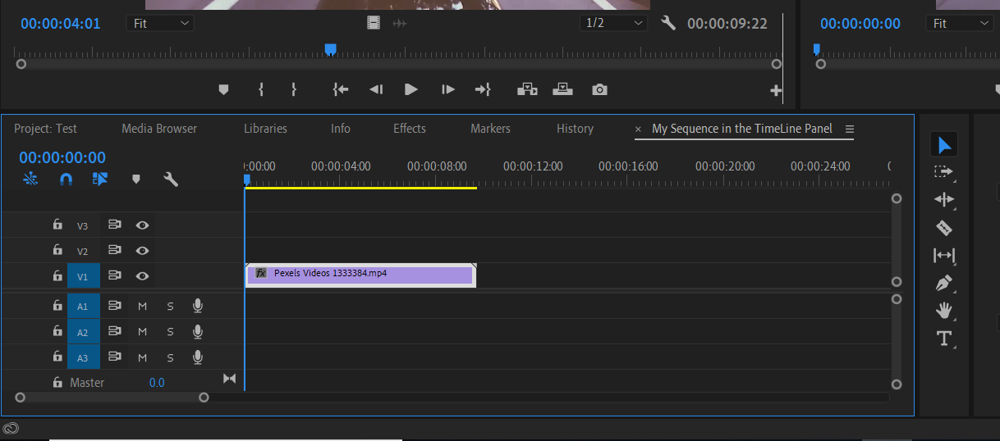 00:00:04:01 Fit 1/2 00:00:09:22 00:00:00:00 Fit
Project: Test Media Browser Libraries Info Effects Markers History × My Sequence in the TimeLine Panel
00:00:00:00
:00:00 00:00:04:00 00:00:08:00 00:00:12:00 00:00:16:00 00:00:20:00 00:00:24:00 0
V3
V2
V1 fx Pexels Videos 1333384.mp4
A1 M S
A2 M S
A3 M S
Master 0.0